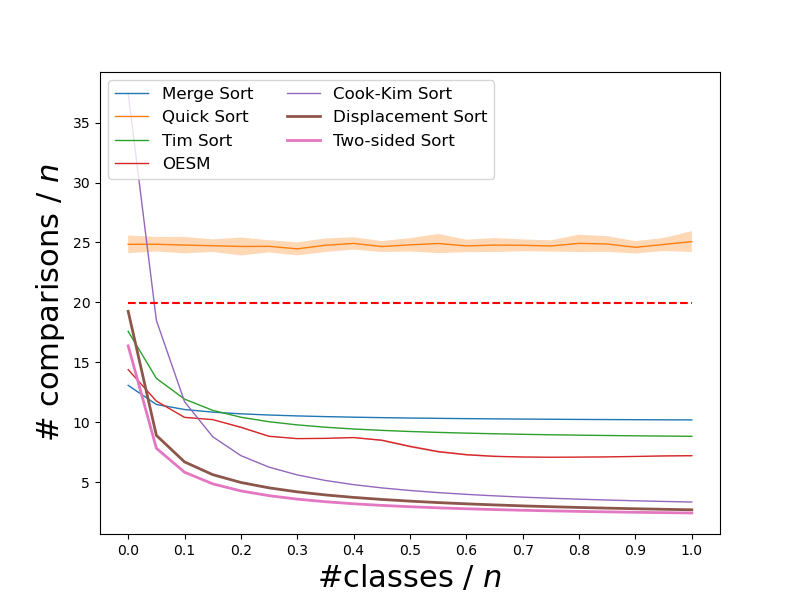 Merge Sort
Quick Sort
Tim Sort
OESM
Cook-Kim Sort
Displacement Sort
Two-sided Sort
# comparisons / n
35
30
25
20
15
10
5
0.0 0.1 0.2 0.3 0.4 0.5 0.6 0.7 0.8 0.9 1.0
#classes / n